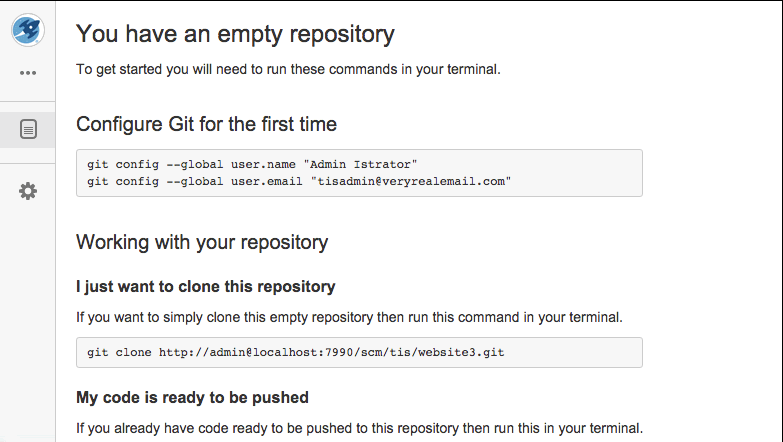 You have an empty repository
To get started you will need to run these commands in your terminal.
Configure Git for the first time
git config --global user.name "Admin Istrator"
git config --global user.email "tisadmin@veryrealemail.com"
Working with your repository
I just want to clone this repository
If you want to simply clone this empty repository then run this command in your terminal.
git clone http://admin@localhost:7990/scm/tis/website3.git
My code is ready to be pushed
If you already have code ready to be pushed to this repository then run this in your terminal.